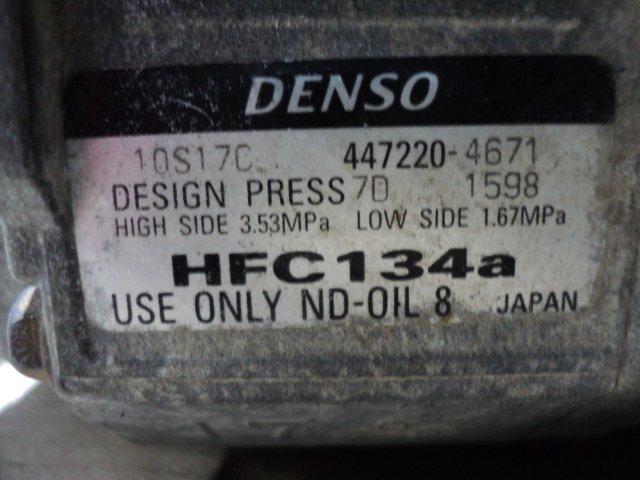 DENSO
10S17C 447220-4671
DESIGN PRESS 7D 1598
HIGH SIDE 3.53MPa LOW SIDE 1.67MPa
HFC134a
USE ONLY ND-OIL 8 JAPAN